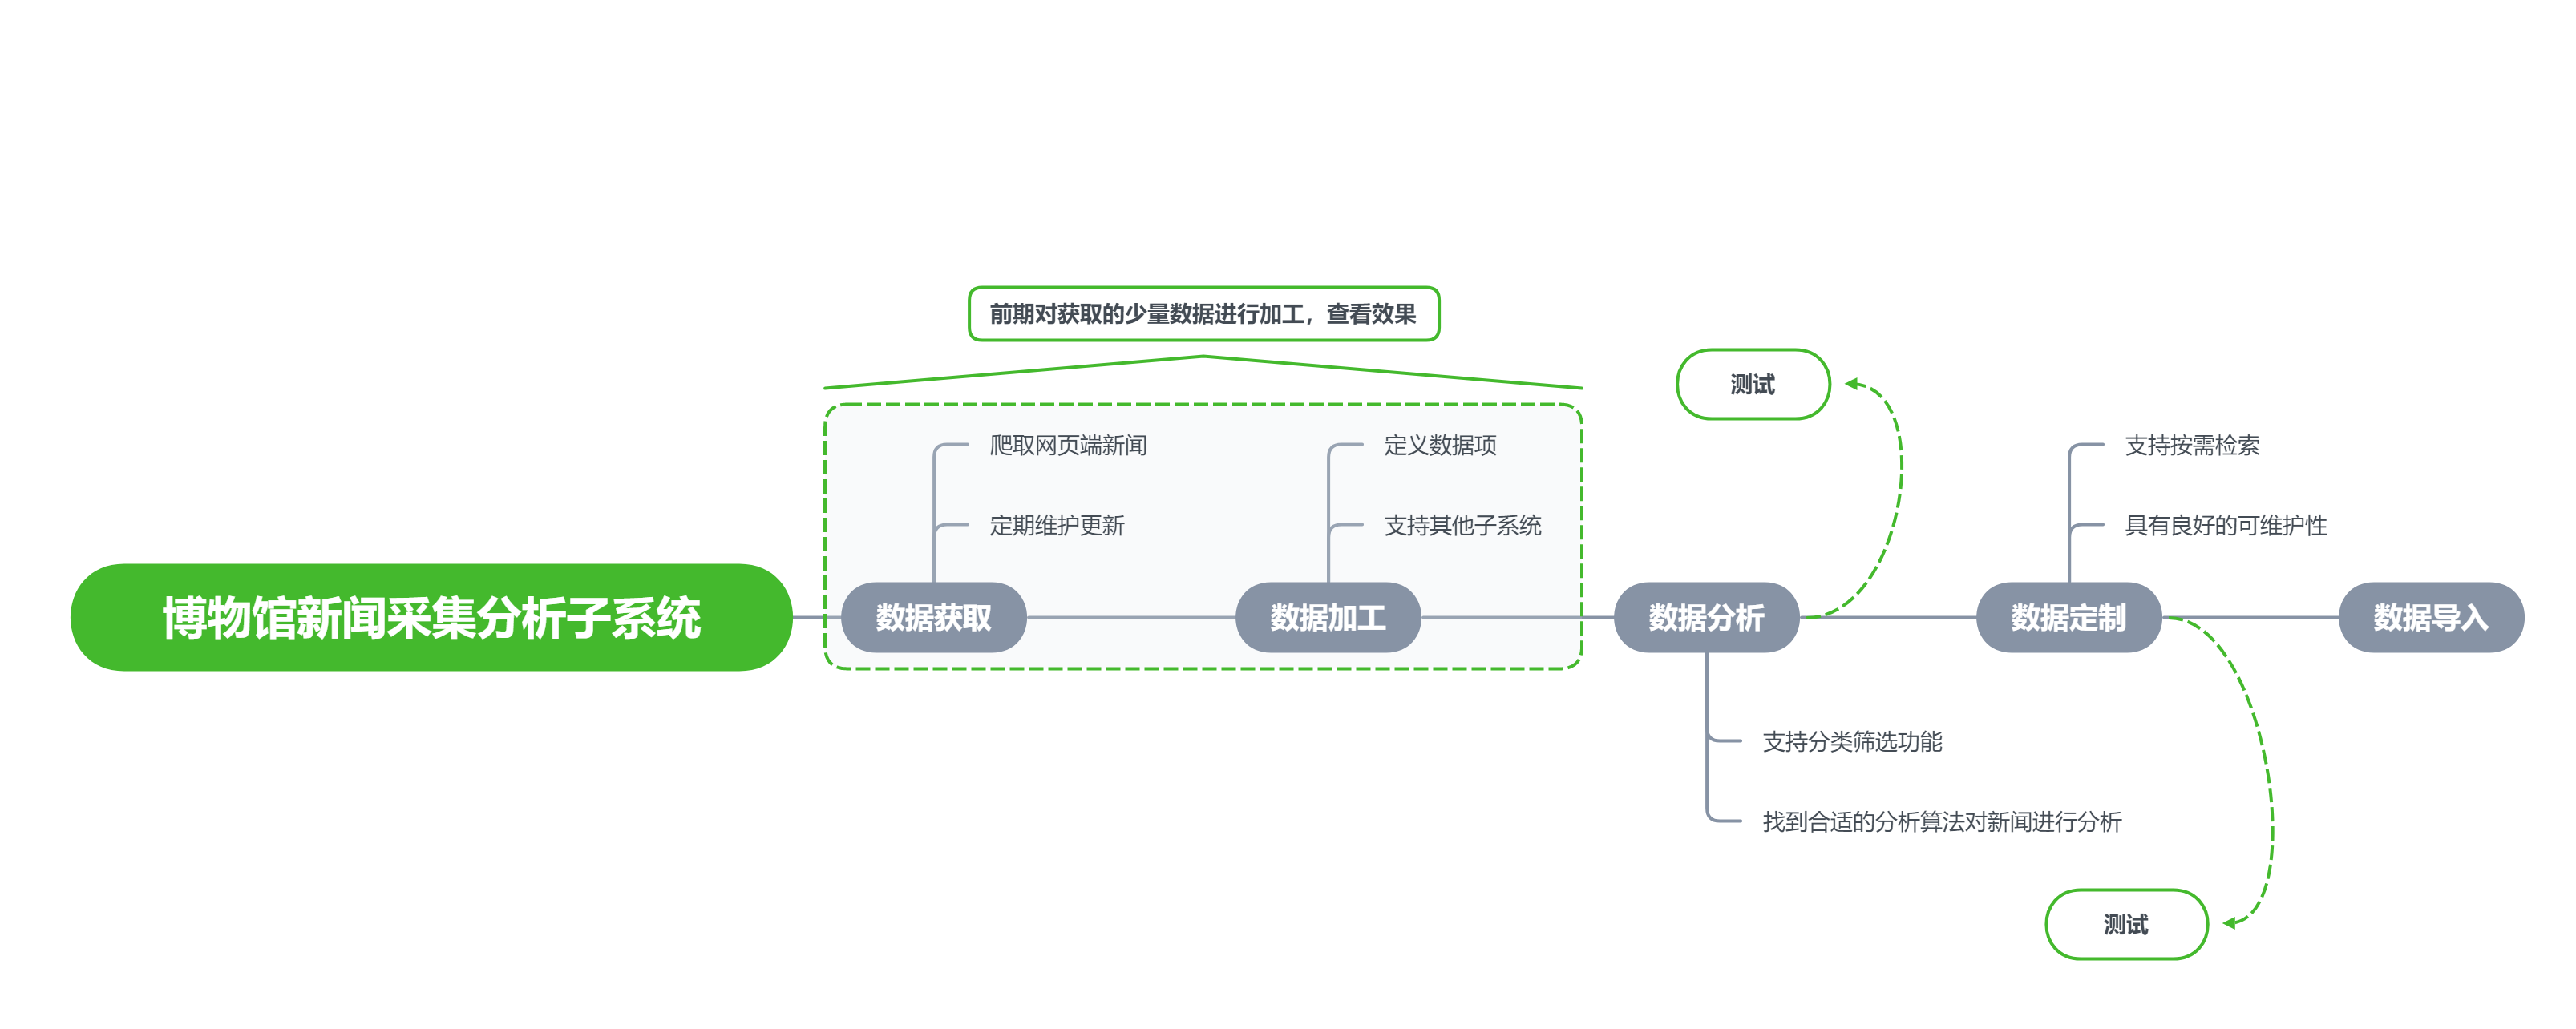 前期对获取的少量数据进行加工，查看效果
测试
爬取网页端新闻
定义数据项
支持按需检索
定期维护更新
支持其他子系统
具有良好的可维护性
博物馆新闻采集分析子系统
数据获取
数据加工
数据分析
数据定制
数据导入
支持分类筛选功能
找到合适的分析算法对新闻进行分析
测试